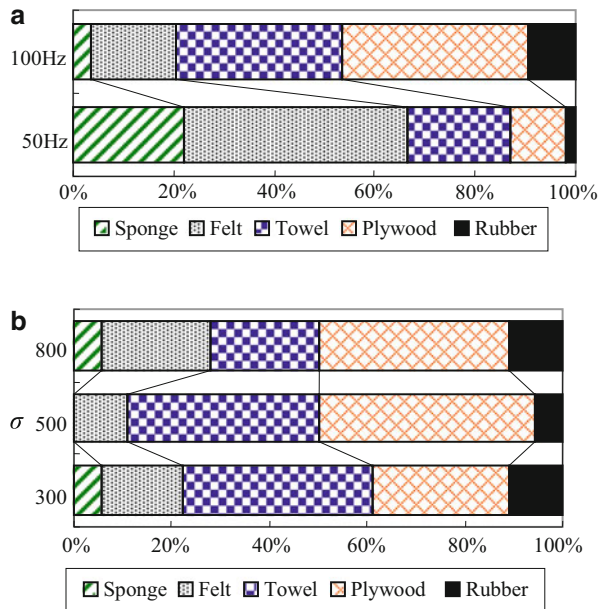 a
100Hz
50Hz
0% 20% 40% 60% 80% 100%
Sponge Felt Towel Plywood Rubber
b
800
σ 500
300
0% 20% 40% 60% 80% 100%
Sponge Felt Towel Plywood Rubber